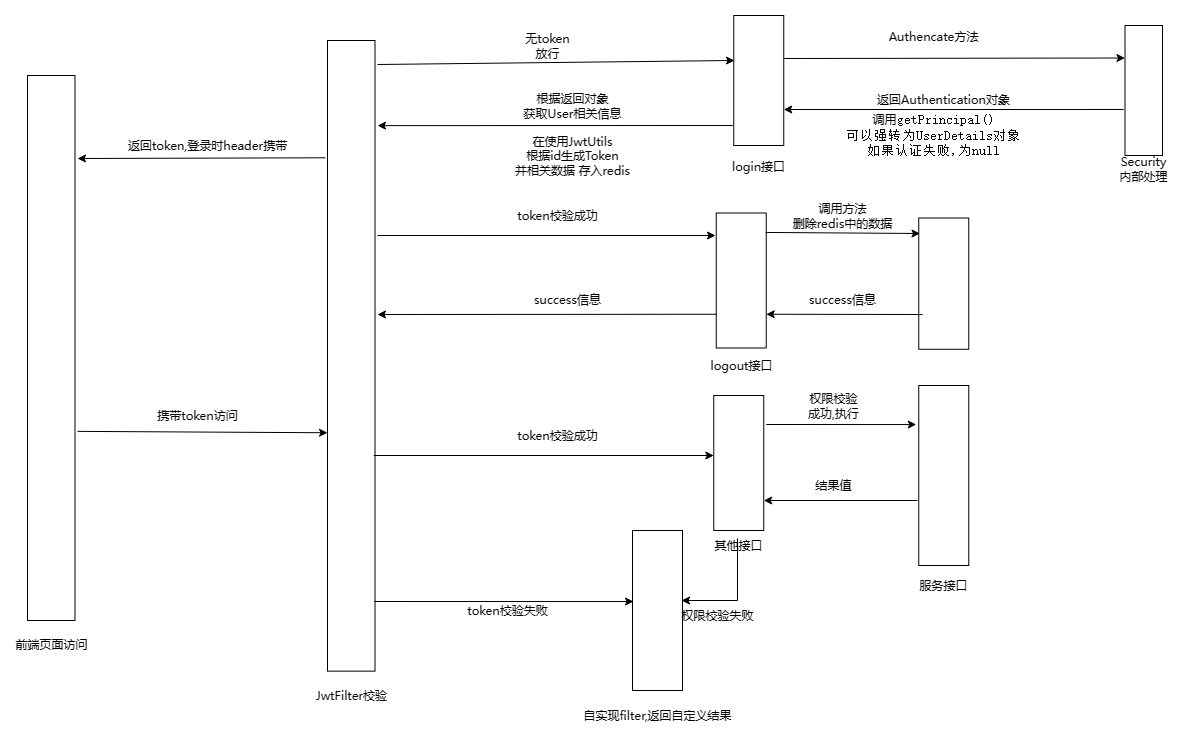 无token
放行
Authencate方法
根据返回对象
获取User相关信息
返回Authentication对象
调用getPrincipal()
可以强转为UserDetails对象
如果认证失败,为null
在使用JwtUtils
根据id生成Token
并相关数据 存入redis
返回token,登录时header携带
login接口
Security
内部处理
token校验成功
调用方法
删除redis中的数据
success信息
success信息
logout接口
携带token访问
token校验成功
权限校验
成功,执行
结果值
其他接口
服务接口
token校验失败
权限校验失败
前端页面访问
JwtFilter校验
自实现filter,返回自定义结果